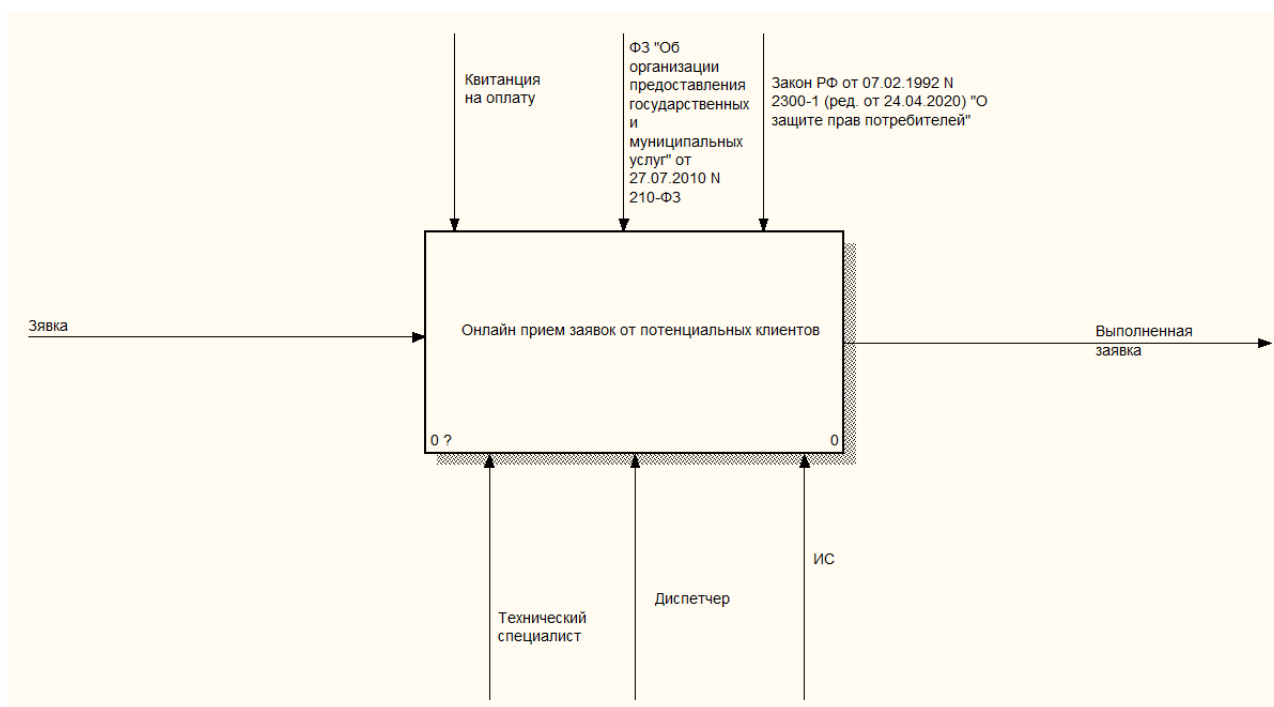 Квитанция
на оплату
ФЗ "Об
организации
предоставления
государственных
и
муниципальных
услуг" от
27.07.2010 N
210-ФЗ
Закон РФ от 07.02.1992 N
2300-1 (ред. от 24.04.2020) "О
защите прав потребителей"
Зявка
Онлайн прием заявок от потенциальных клиентов
Выполненная
заявка
0 ?
0
Технический
специалист
Диспетчер
ИС